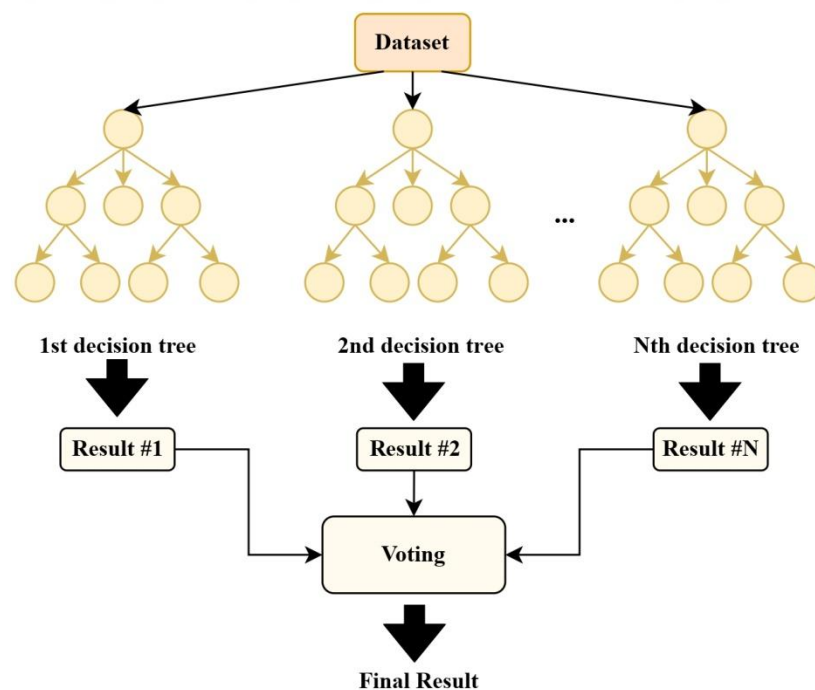 Dataset
...
1st decision tree
2nd decision tree
Nth decision tree
Result #1
Result #2
Result #N
Voting
Final Result